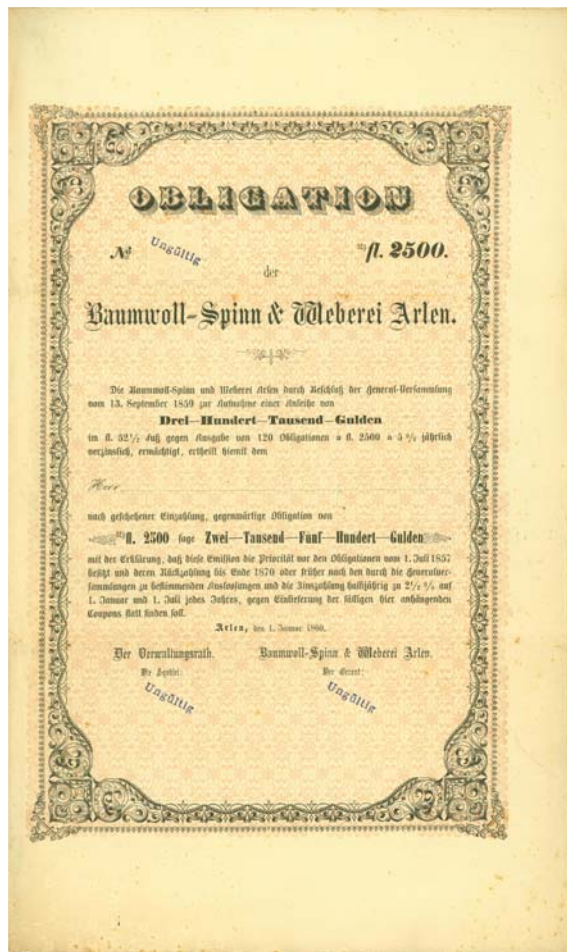 OBLIGATION
№ Ungültig fl. 2500.
der
Baumwoll-Spinn & Weberei Arlen.
Die Baumwoll-Spinn und Weberei Arlen durch Beschluß der General-Versammlung
vom 13. September 1859 zur Aufnahme einer Anleihe von
Drei–Hundert–Tausend–Gulden
im fl. 52½ Fuß gegen Ausgabe von 120 Obligationen a fl. 2500 a 5 % jährlich
verzinslich, ermächtigt, ertheilt hiemit dem
Herr
nach geschehener Einzahlung, gegenwärtige Obligation von
fl. 2500 sage Zwei–Tausend–Fünf–Hundert–Gulden
mit der Erklärung, daß diese Emission die Priorität vor den Obligationen vom 1. Juli 1857
besitzt und deren Rückzahlung bis Ende 1870 oder früher nach den durch die Generalver-
sammlungen zu bestimmenden Ausloosungen und die Zinszahlung halbjährig zu 2½ % auf
1. Januar und 1. Juli jedes Jahres, gegen Einlieferung der fälligen hier anhängenden
Coupons statt finden soll.
Arlen, den 1. Januar 1860.
Der Verwaltungsrath. Baumwoll-Spinn & Weberei Arlen.
Der Gerant:
Ungültig Ungültig